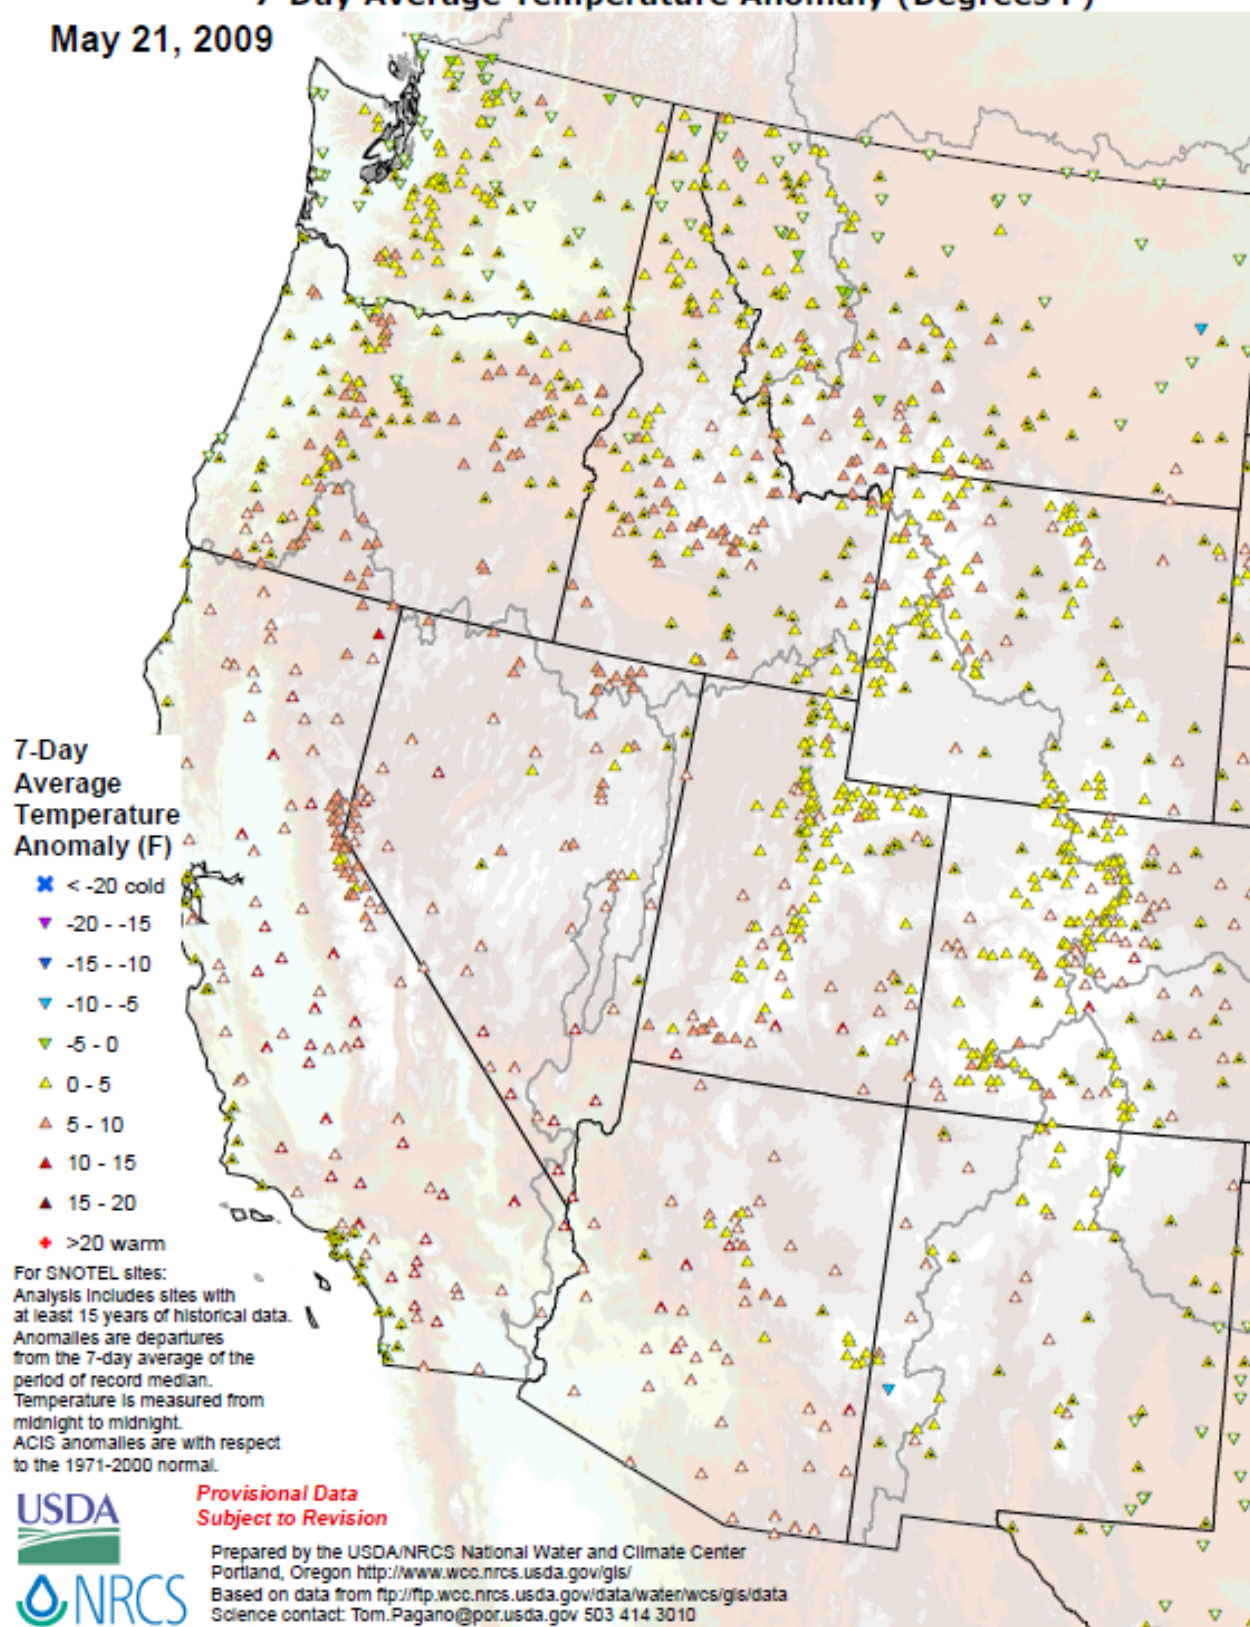 7-Day Average Temperature Anomaly (Degrees F)
May 21, 2009
7-Day
Average
Temperature
Anomaly (F)
< -20 cold
-20 - -15
-15 - -10
-10 - -5
-5 - 0
0 - 5
5 - 10
10 - 15
15 - 20
>20 warm
For SNOTEL sites:
Analysis includes sites with
at least 15 years of historical data.
Anomalies are departures
from the 7-day average of the
period of record median.
Temperature is measured from
midnight to midnight.
ACIS anomalies are with respect
to the 1971-2000 normal.
USDA
NRCS
Provisional Data
Subject to Revision
Prepared by the USDA/NRCS National Water and Climate Center
Portland, Oregon http://www.wcc.nrcs.usda.gov/gis/
Based on data from ftp://ftp.wcc.nrcs.usda.gov/data/water/wcs/gis/data
Science contact: Tom.Pagano@por.usda.gov 503 414 3010